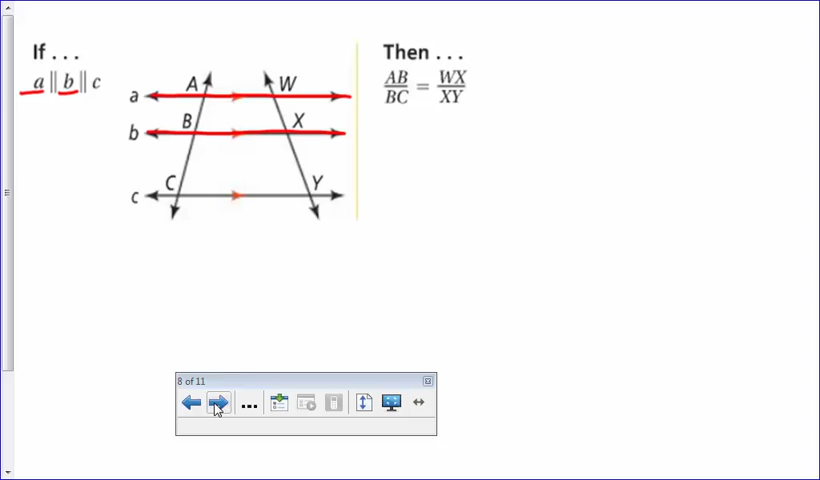 If . . .
a || b || c
Then . . .
AB/BC = WX/XY
A W
a
B X
b
C Y
c
8 of 11
...